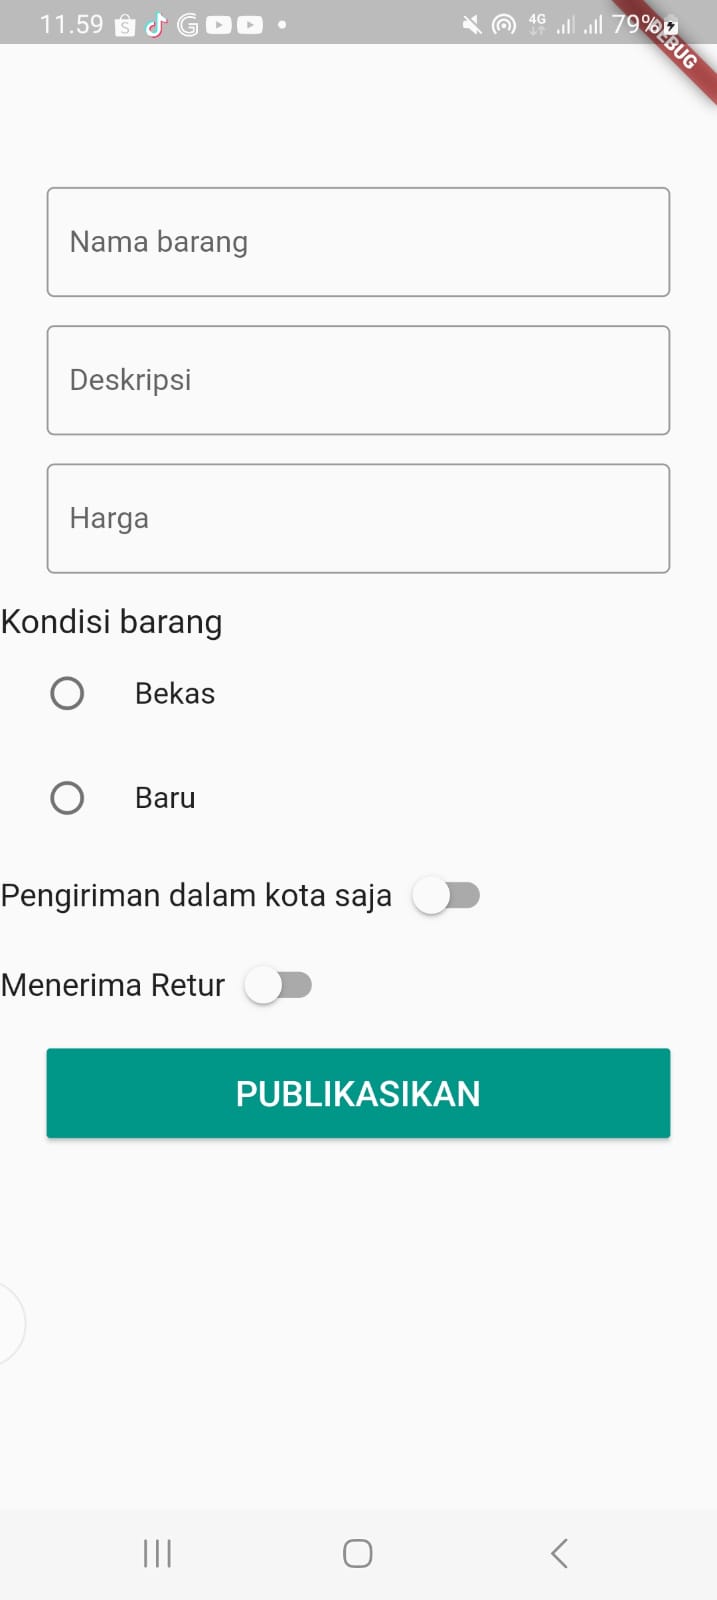 11.59
4G
79%
DEBUG
Nama barang
Deskripsi
Harga
Kondisi barang
Bekas
Baru
Pengiriman dalam kota saja
Menerima Retur
PUBLIKASIKAN